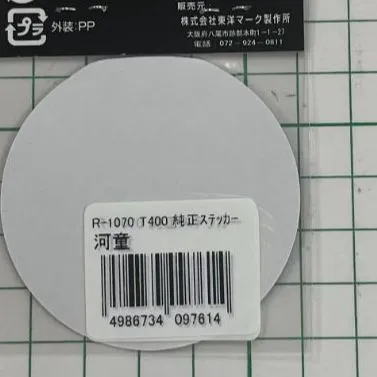 プラ
外装:PP
販売元
株式会社東洋マーク製作所
大阪府八尾市跡部本町1-1-27
電話 072-924-0811
R-1070 T400 純正ステッカー
河童
4986734 097614